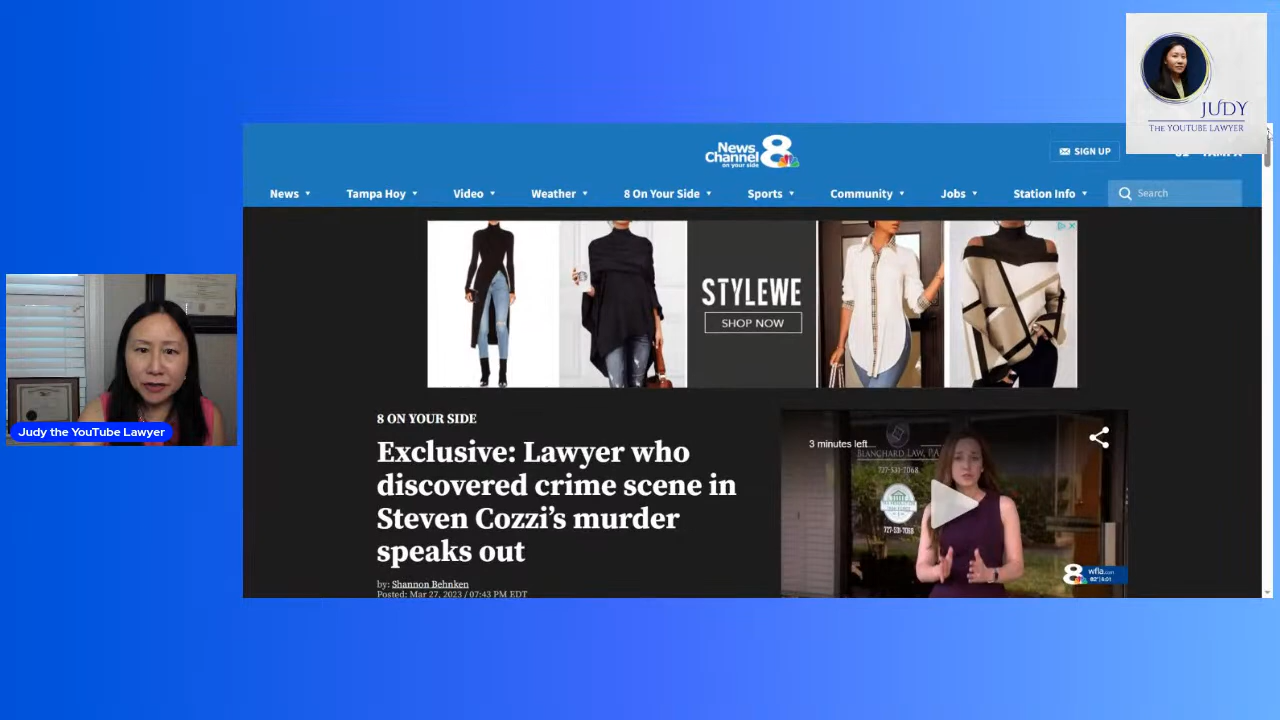 JUDY
THE YOUTUBE LAWYER
News
Channel
8
on your side
SIGN UP
News
Tampa Hoy
Video
Weather
8 On Your Side
Sports
Community
Jobs
Station Info
Search
STYLEWE
SHOP NOW
Judy the YouTube Lawyer
8 ON YOUR SIDE
Exclusive: Lawyer who
discovered crime scene in
Steven Cozzi’s murder
speaks out
by: Shannon Behnken
Posted: Mar 27, 2023 / 07:43 PM EDT
3 minutes left
BLANCHARD LAW, P.A.
727-531-7068
727-531-7068
8
wfla.com